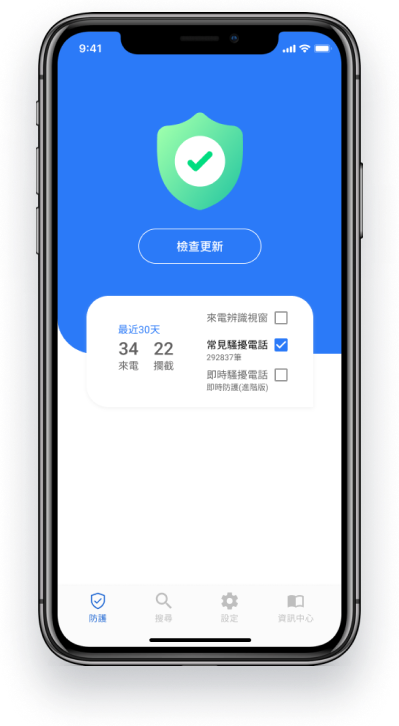 9:41
檢查更新
最近30天
34 22
來電 攔截
來電辨識視窗
常見騷擾電話
292837筆
即時騷擾電話
即時防護(進階版)
防護 搜尋 設定 資訊中心